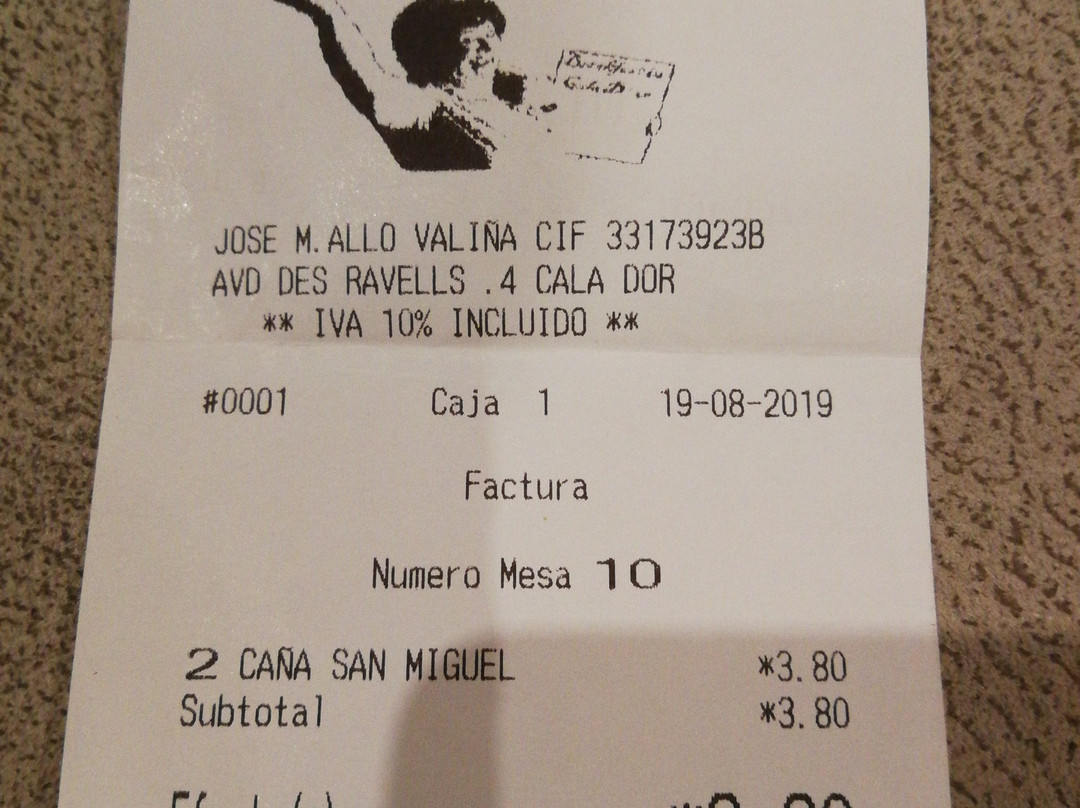 JOSE M.ALLO VALIÑA CIF 33173923B
AVD DES RAVELLS .4 CALA DOR
** IVA 10% INCLUIDO **
#0001 Caja 1 19-08-2019
Factura
Numero Mesa 10
2 CAÑA SAN MIGUEL *3.80
Subtotal *3.80